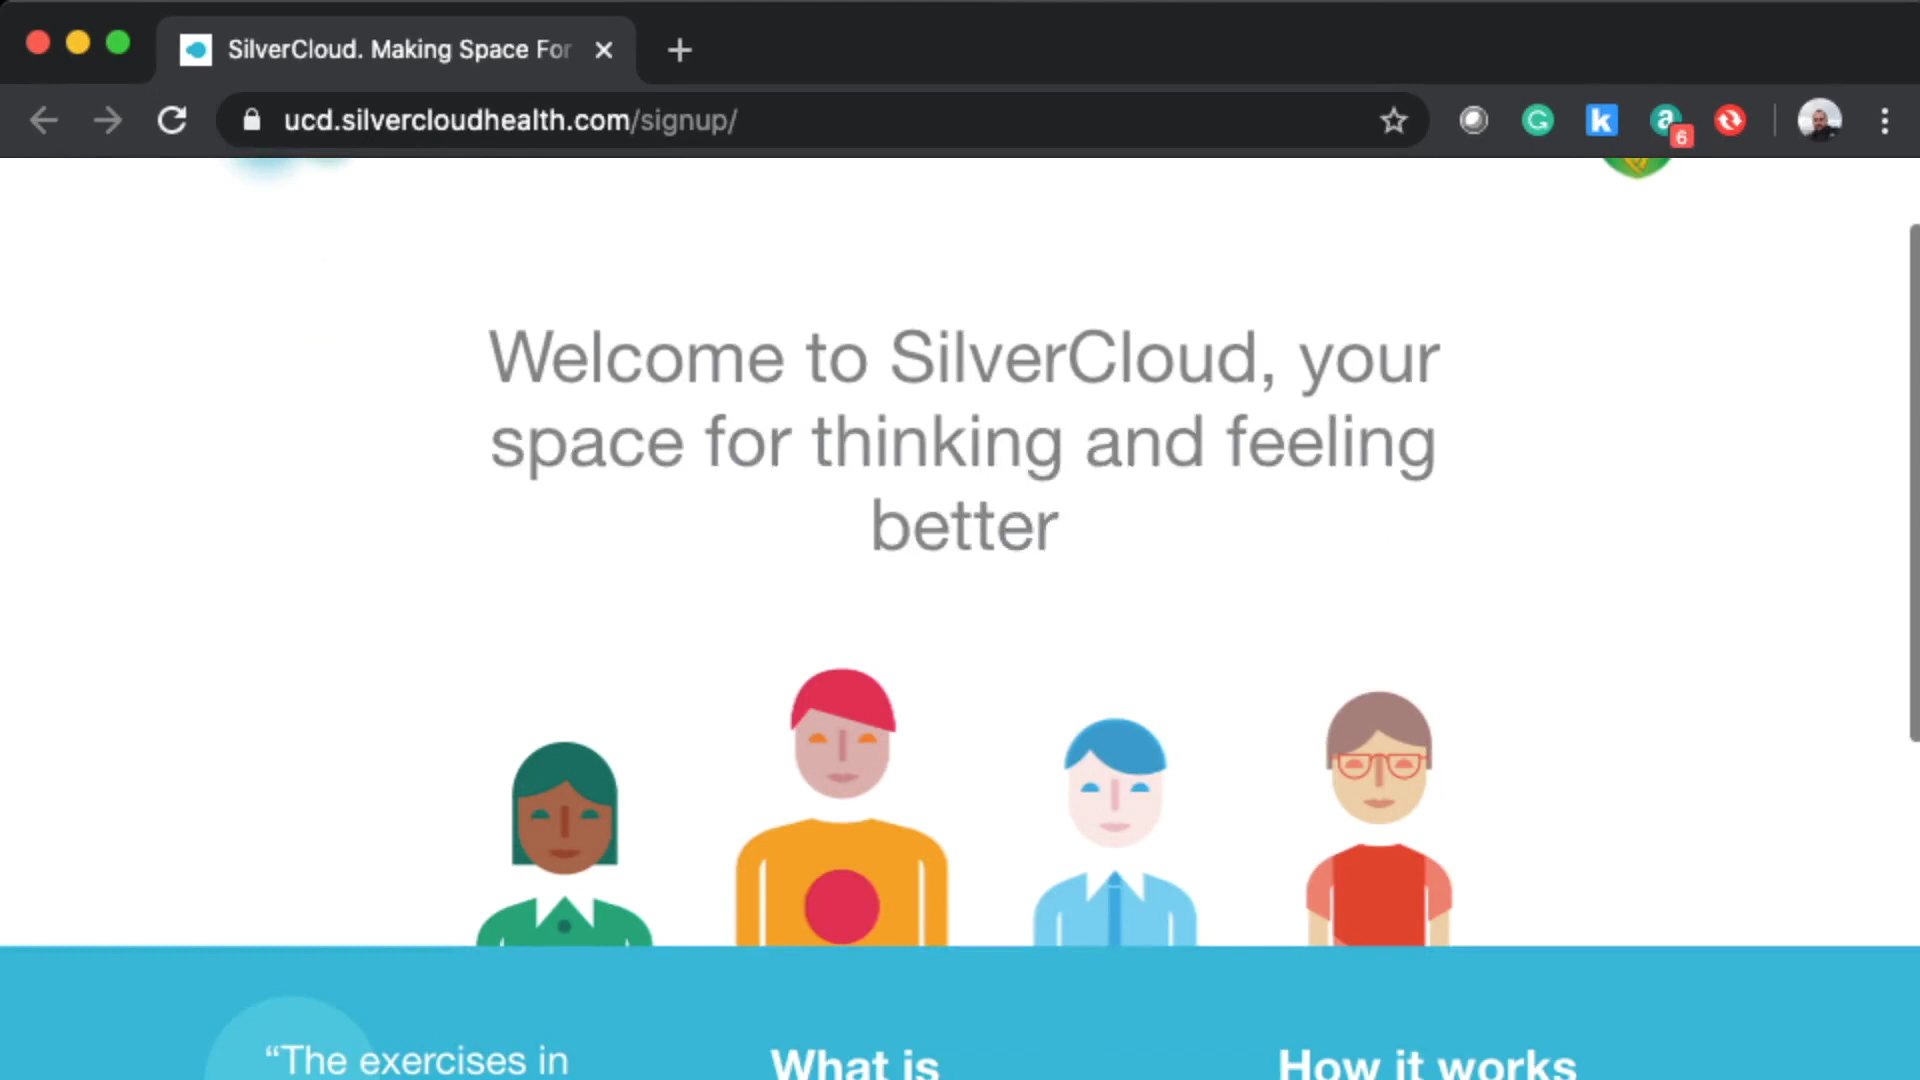 SilverCloud. Making Space For
ucd.silvercloudhealth.com/signup/
6
Welcome to SilverCloud, your
space for thinking and feeling
better
“The exercises in
What is
How it works